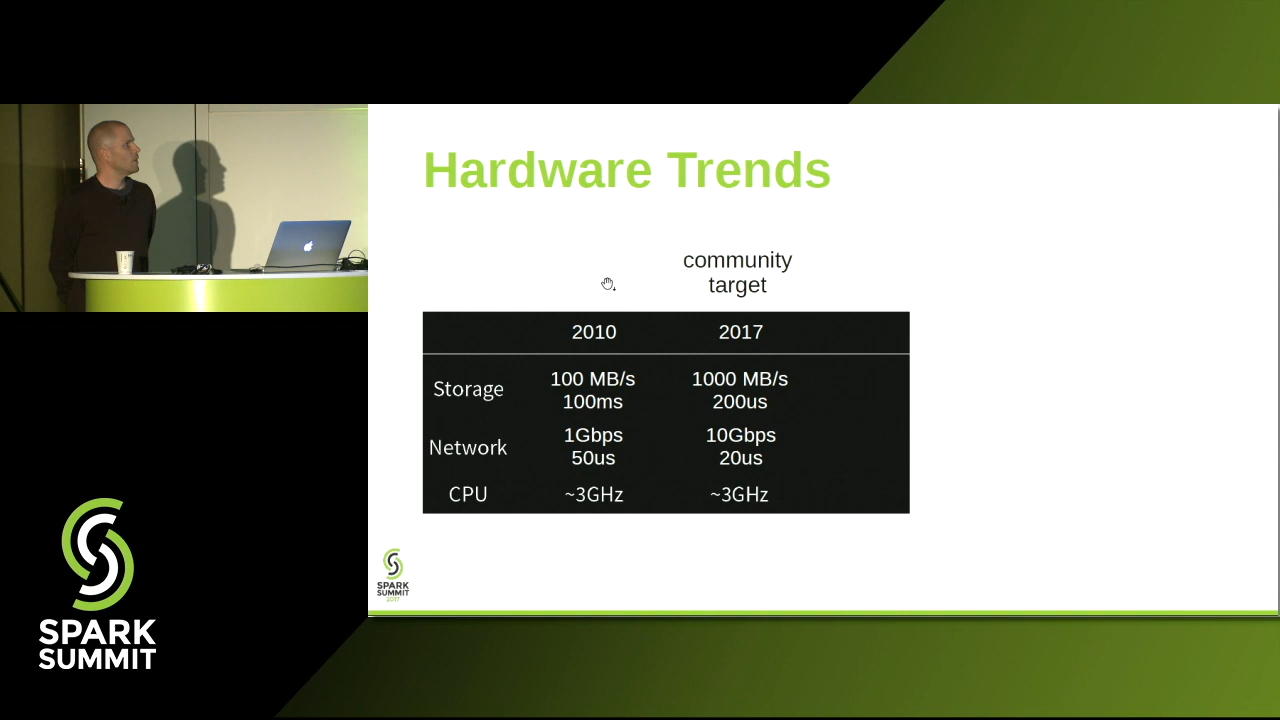 Hardware Trends
community
target
2010 2017
Storage 100 MB/s 1000 MB/s
100ms 200us
Network 1Gbps 10Gbps
50us 20us
CPU ~3GHz ~3GHz
SPARK
SUMMIT
2017
SPARK
SUMMIT